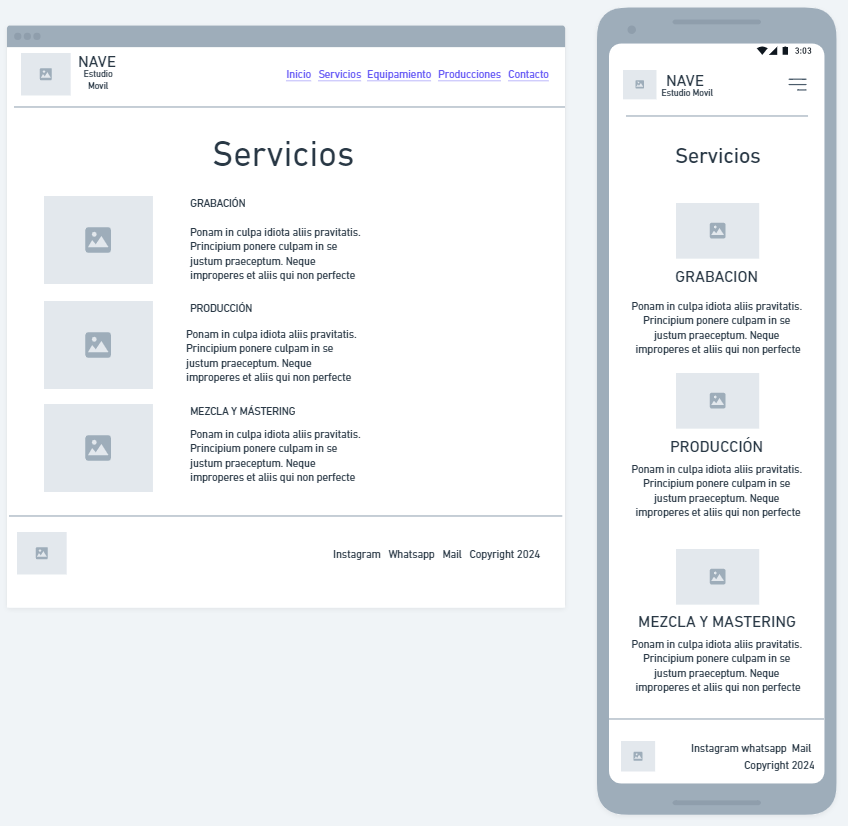 NAVE
Estudio
Movil
Inicio Servicios Equipamiento Producciones Contacto
Servicios
GRABACIÓN
Ponam in culpa idiota aliis pravitatis.
Principium ponere culpam in se
justum praeceptum. Neque
improperes et aliis qui non perfecte
PRODUCCIÓN
Ponam in culpa idiota aliis pravitatis.
Principium ponere culpam in se
justum praeceptum. Neque
improperes et aliis qui non perfecte
MEZCLA Y MÁSTERING
Ponam in culpa idiota aliis pravitatis.
Principium ponere culpam in se
justum praeceptum. Neque
improperes et aliis qui non perfecte
Instagram Whatsapp Mail Copyright 2024
3:03
NAVE
Estudio Movil
Servicios
GRABACION
Ponam in culpa idiota aliis pravitatis.
Principium ponere culpam in se
justum praeceptum. Neque
improperes et aliis qui non perfecte
PRODUCCIÓN
Ponam in culpa idiota aliis pravitatis.
Principium ponere culpam in se
justum praeceptum. Neque
improperes et aliis qui non perfecte
MEZCLA Y MASTERING
Ponam in culpa idiota aliis pravitatis.
Principium ponere culpam in se
justum praeceptum. Neque
improperes et aliis qui non perfecte
Instagram whatsapp Mail
Copyright 2024